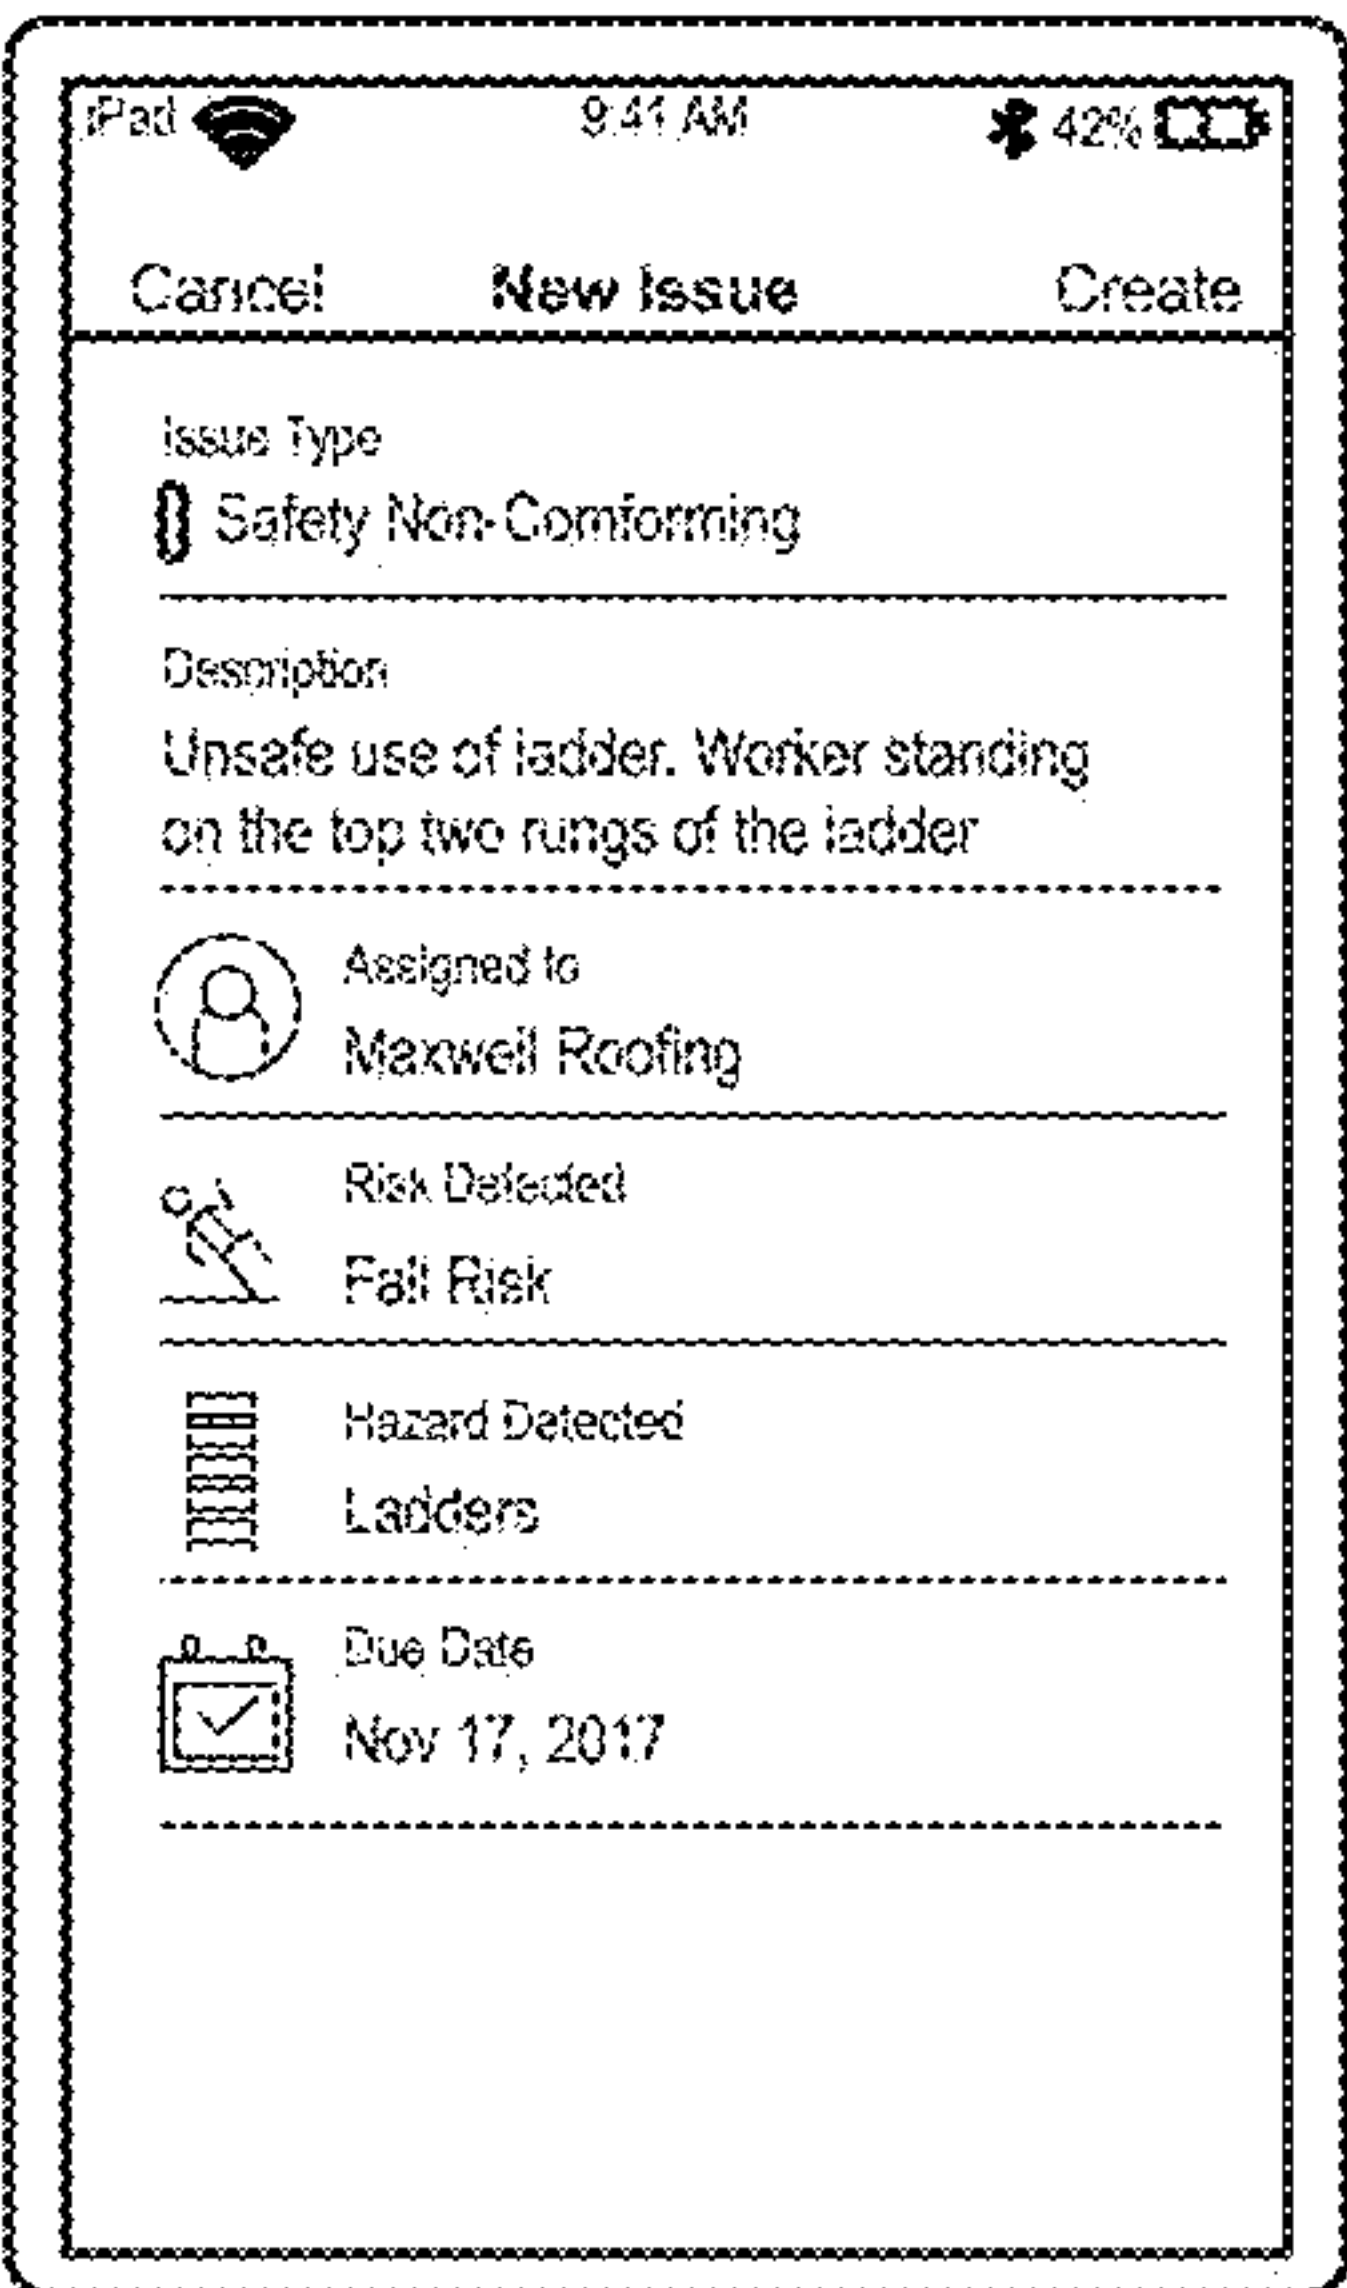 iPad 9:41 AM 42%
Cancel New Issue Create
Issue Type
Safety Non-Comforming
Description
Unsafe use of ladder. Worker standing
on the top two rungs of the ladder
Assigned to
Maxwell Roofing
Risk Detected
Fall Risk
Hazard Detected
Ladders
Due Date
Nov 17, 2017